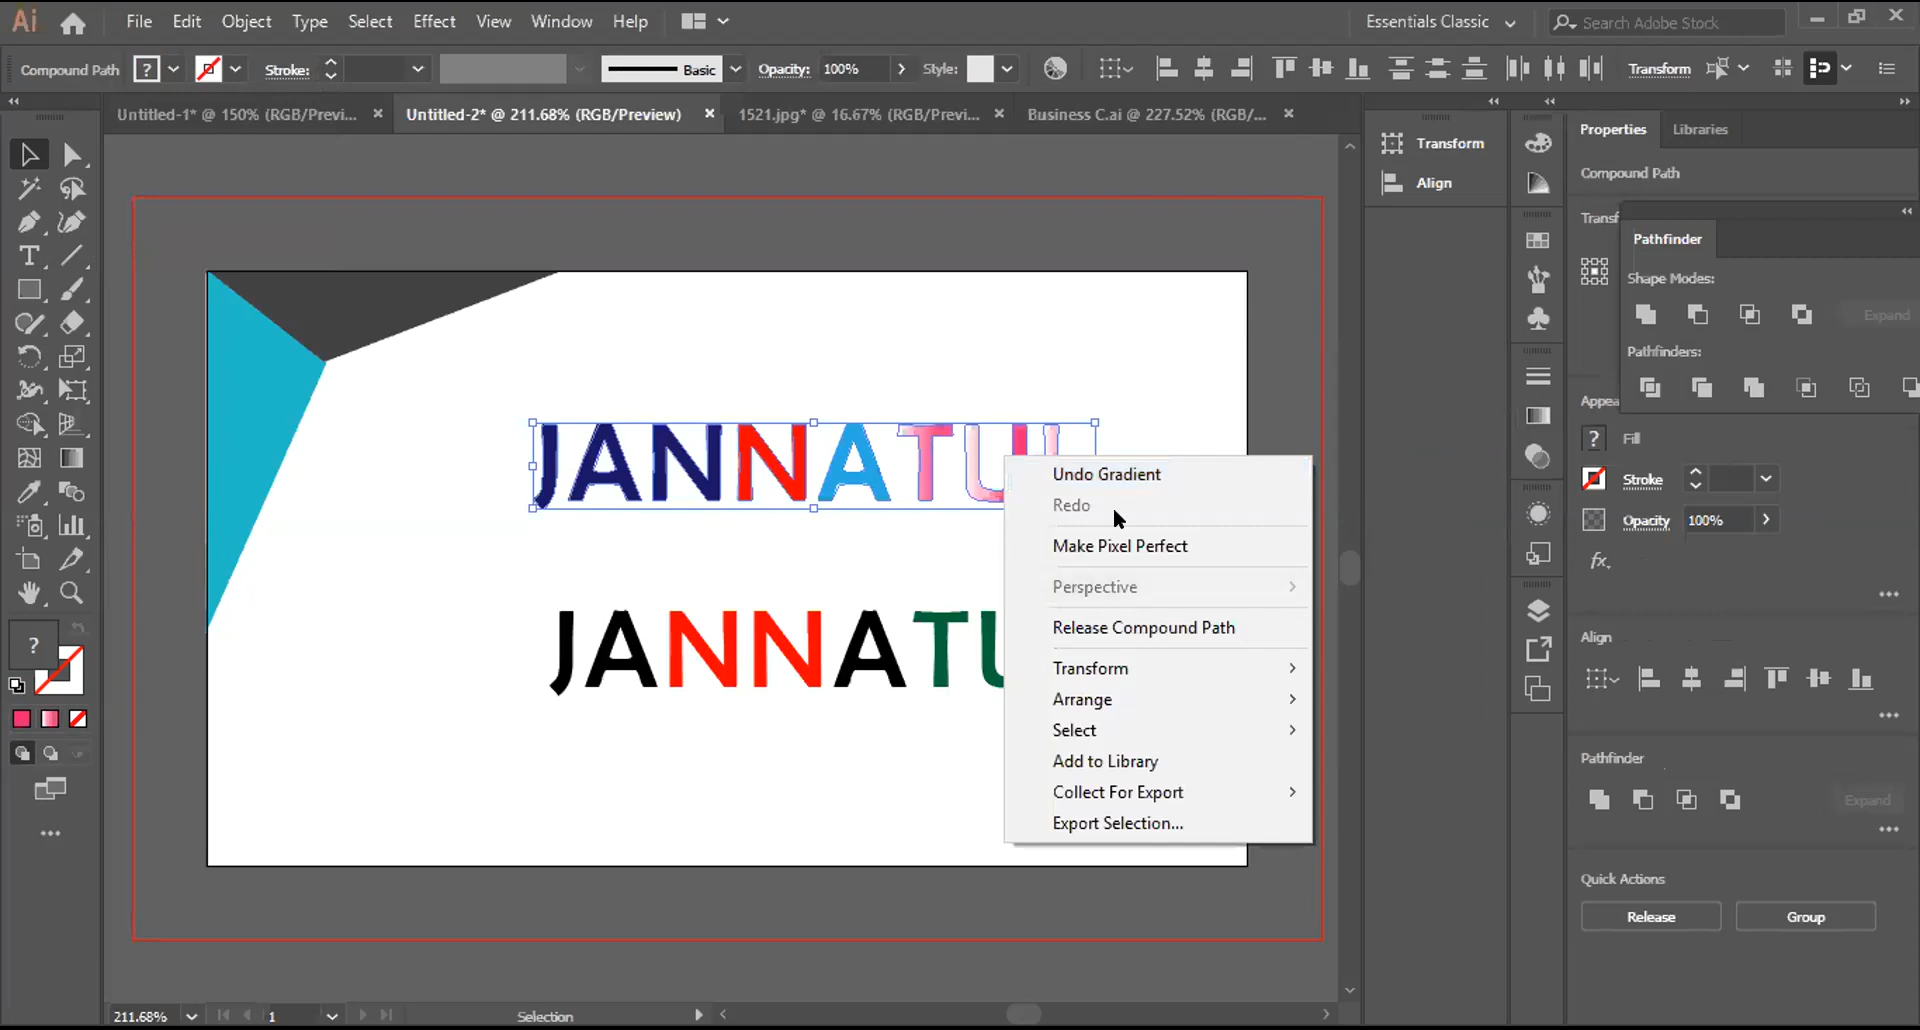 Ai File Edit Object Type Select Effect View Window Help Essentials Classic Search Adobe Stock
Compound Path ? Stroke: Basic Opacity: 100% Style: Transform
Untitled-1* @ 150% (RGB/Previ... × Untitled-2* @ 211.68% (RGB/Preview) × 1521.jpg* @ 16.67% (RGB/Previ... × Business C.ai @ 227.52% (RGB/... ×
Transform
Align
Properties Libraries
Compound Path
Transf
Pathfinder
Shape Modes:
Expand
Pathfinders:
Appea
? Fill
Stroke
Opacity 100%
fx.
Align
Pathfinder
Expand
Quick Actions
Release Group
JANNATUL
JANNATU
Undo Gradient
Redo
Make Pixel Perfect
Perspective
Release Compound Path
Transform
Arrange
Select
Add to Library
Collect For Export
Export Selection...
?
211.68% 1 Selection